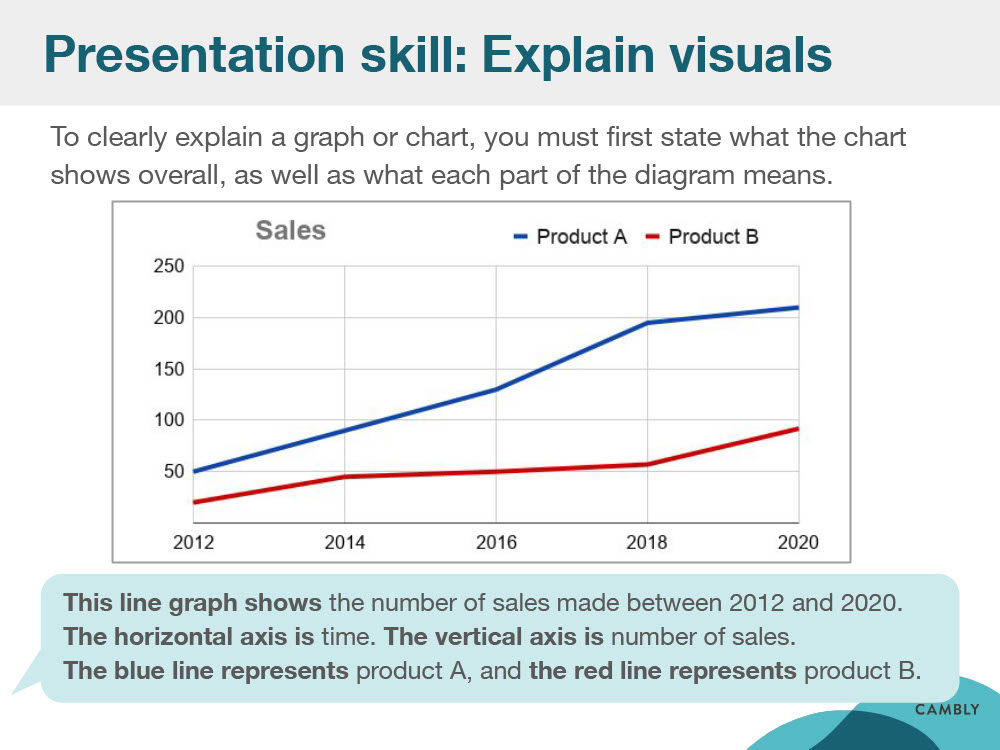 Presentation skill: Explain visuals
To clearly explain a graph or chart, you must first state what the chart
shows overall, as well as what each part of the diagram means.
Sales
Product A Product B
250
200
150
100
50
2012 2014 2016 2018 2020
This line graph shows the number of sales made between 2012 and 2020.
The horizontal axis is time. The vertical axis is number of sales.
The blue line represents product A, and the red line represents product B.
CAMBLY